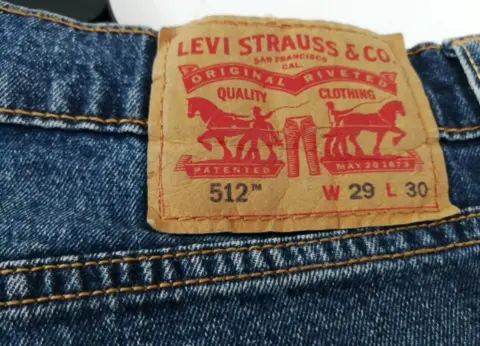 LEVI STRAUSS & CO.
SAN FRANCISCO
CAL.
ORIGINAL RIVETED
QUALITY CLOTHING
PATENTED MAY 20 1873
512™ W 29 L 30